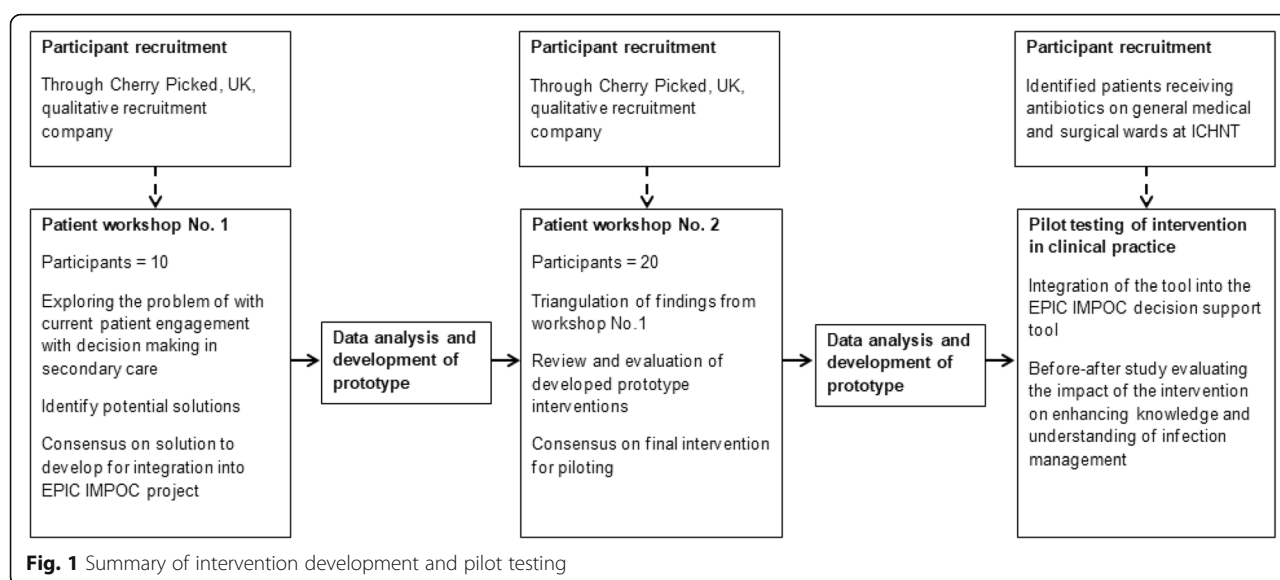 Participant recruitment
Through Cherry Picked, UK,
qualitative recruitment
company
Participant recruitment
Through Cherry Picked, UK,
qualitative recruitment
company
Participant recruitment
Identified patients receiving
antibiotics on general medical
and surgical wards at ICHNT
Patient workshop No. 1
Participants = 10
Exploring the problem of with
current patient engagement
with decision making in
secondary care
Identify potential solutions
Consensus on solution to
develop for integration into
EPIC IMPOC project
Data analysis and
development of
prototype
Patient workshop No. 2
Participants = 20
Triangulation of findings from
workshop No.1
Review and evaluation of
developed prototype
interventions
Consensus on final intervention
for piloting
Data analysis and
development of
prototype
Pilot testing of intervention
in clinical practice
Integration of the tool into the
EPIC IMPOC decision support
tool
Before-after study evaluating
the impact of the intervention
on enhancing knowledge and
understanding of infection
management
Fig. 1 Summary of intervention development and pilot testing